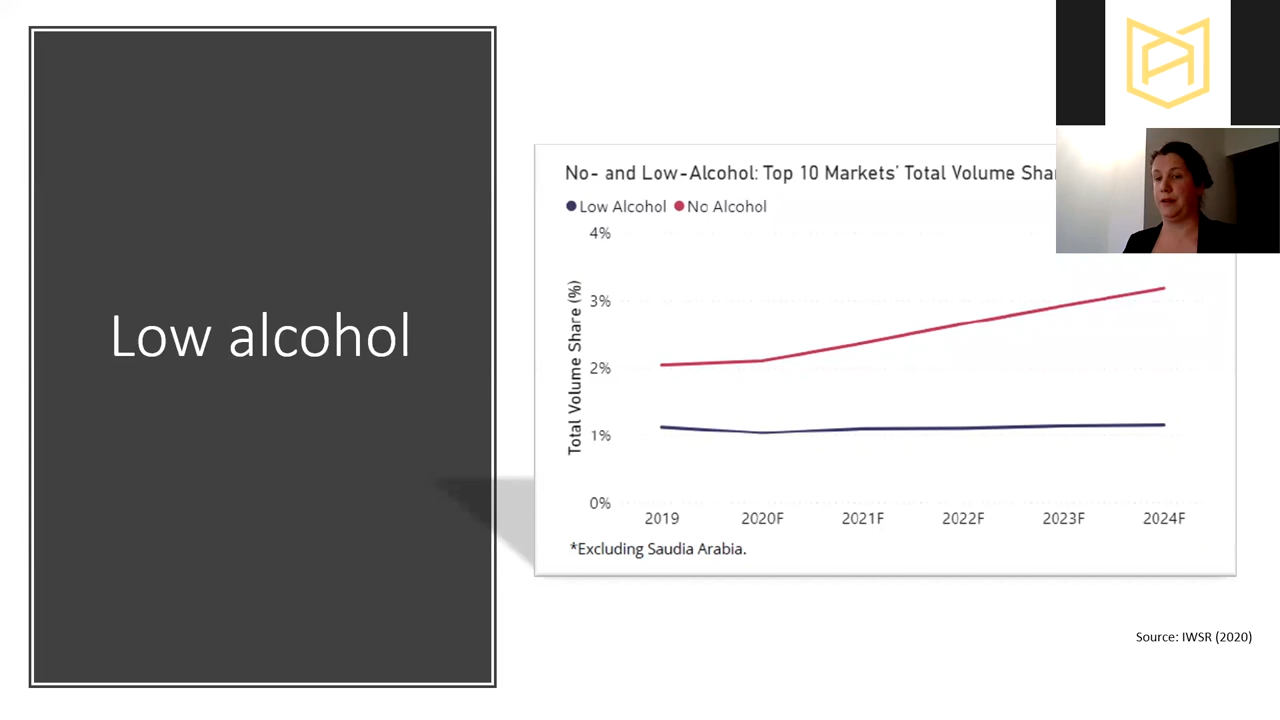 Low alcohol
No- and Low-Alcohol: Top 10 Markets' Total Volume
Low Alcohol No Alcohol
4%
3%
2%
1%
0%
Total Volume Share (%)
2019 2020F 2021F 2022F 2023F 2024F
*Excluding Saudia Arabia.
Source: IWSR (2020)